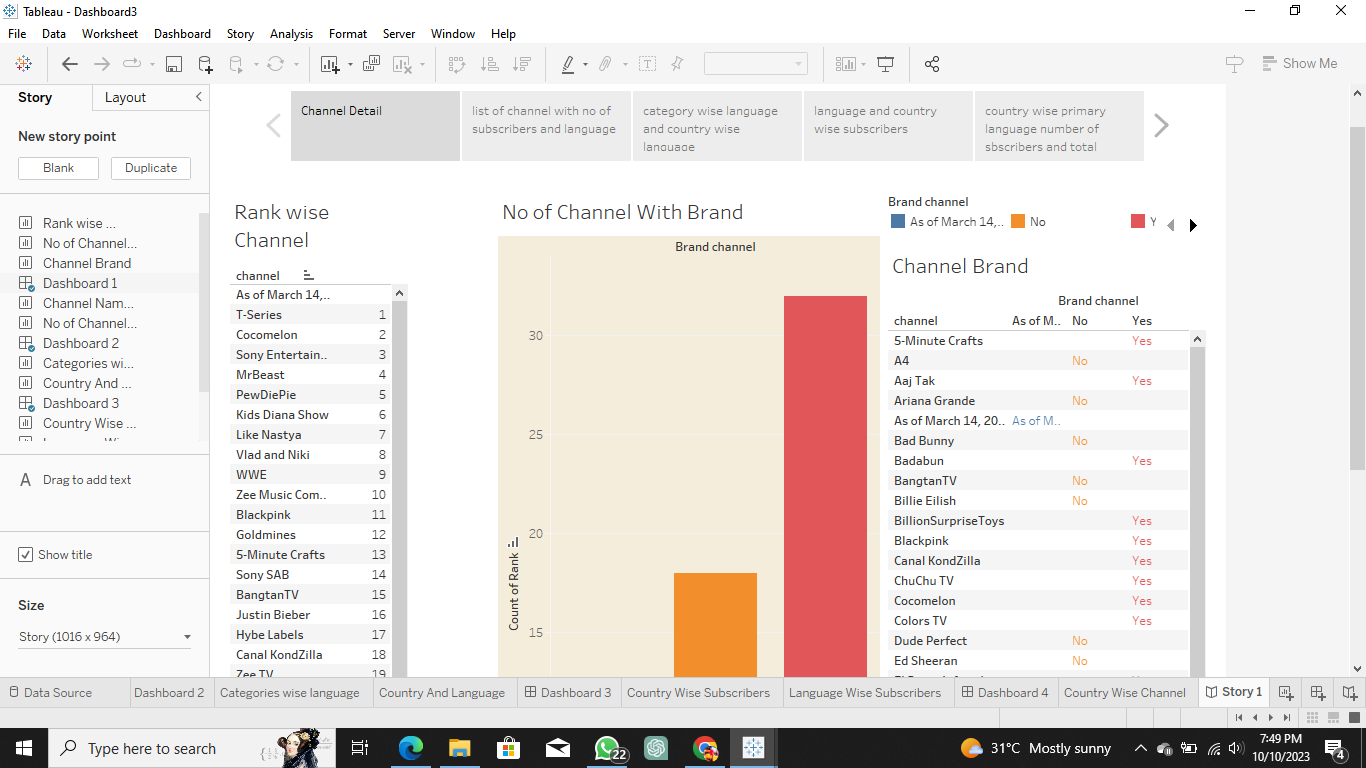 Tableau - Dashboard3
File Data Worksheet Dashboard Story Analysis Format Server Window Help
Show Me
Story Layout
New story point
Blank Duplicate
Rank wise ...
No of Channel...
Channel Brand
Dashboard 1
Channel Nam...
No of Channel...
Dashboard 2
Categories wi...
Country And ...
Dashboard 3
Country Wise ...
A Drag to add text
Show title
Size
Story (1016 x 964)
Channel Detail
list of channel with no of
subscribers and language
category wise language
and country wise
language
language and country
wise subscribers
country wise primary
language number of
sbscribers and total
Rank wise
Channel
channel
As of March 14,..
T-Series 1
Cocomelon 2
Sony Entertain.. 3
MrBeast 4
PewDiePie 5
Kids Diana Show 6
Like Nastya 7
Vlad and Niki 8
WWE 9
Zee Music Com.. 10
Blackpink 11
Goldmines 12
5-Minute Crafts 13
Sony SAB 14
BangtanTV 15
Justin Bieber 16
Hybe Labels 17
Canal KondZilla 18
Zee TV 19
No of Channel With Brand
Brand channel
30
25
20
15
Count of Rank
Brand channel
As of March 14,.. No Y
Channel Brand
Brand channel
channel As of M.. No Yes
5-Minute Crafts Yes
A4 No
Aaj Tak Yes
Ariana Grande No
As of March 14, 20.. As of M..
Bad Bunny No
Badabun Yes
BangtanTV No
Billie Eilish No
BillionSurpriseToys Yes
Blackpink Yes
Canal KondZilla Yes
ChuChu TV Yes
Cocomelon Yes
Colors TV Yes
Dude Perfect No
Ed Sheeran No
Data Source Dashboard 2 Categories wise language Country And Language Dashboard 3 Country Wise Subscribers Language Wise Subscribers Dashboard 4 Country Wise Channel Story 1
Type here to search
22
31°C Mostly sunny
7:49 PM
10/10/2023
4